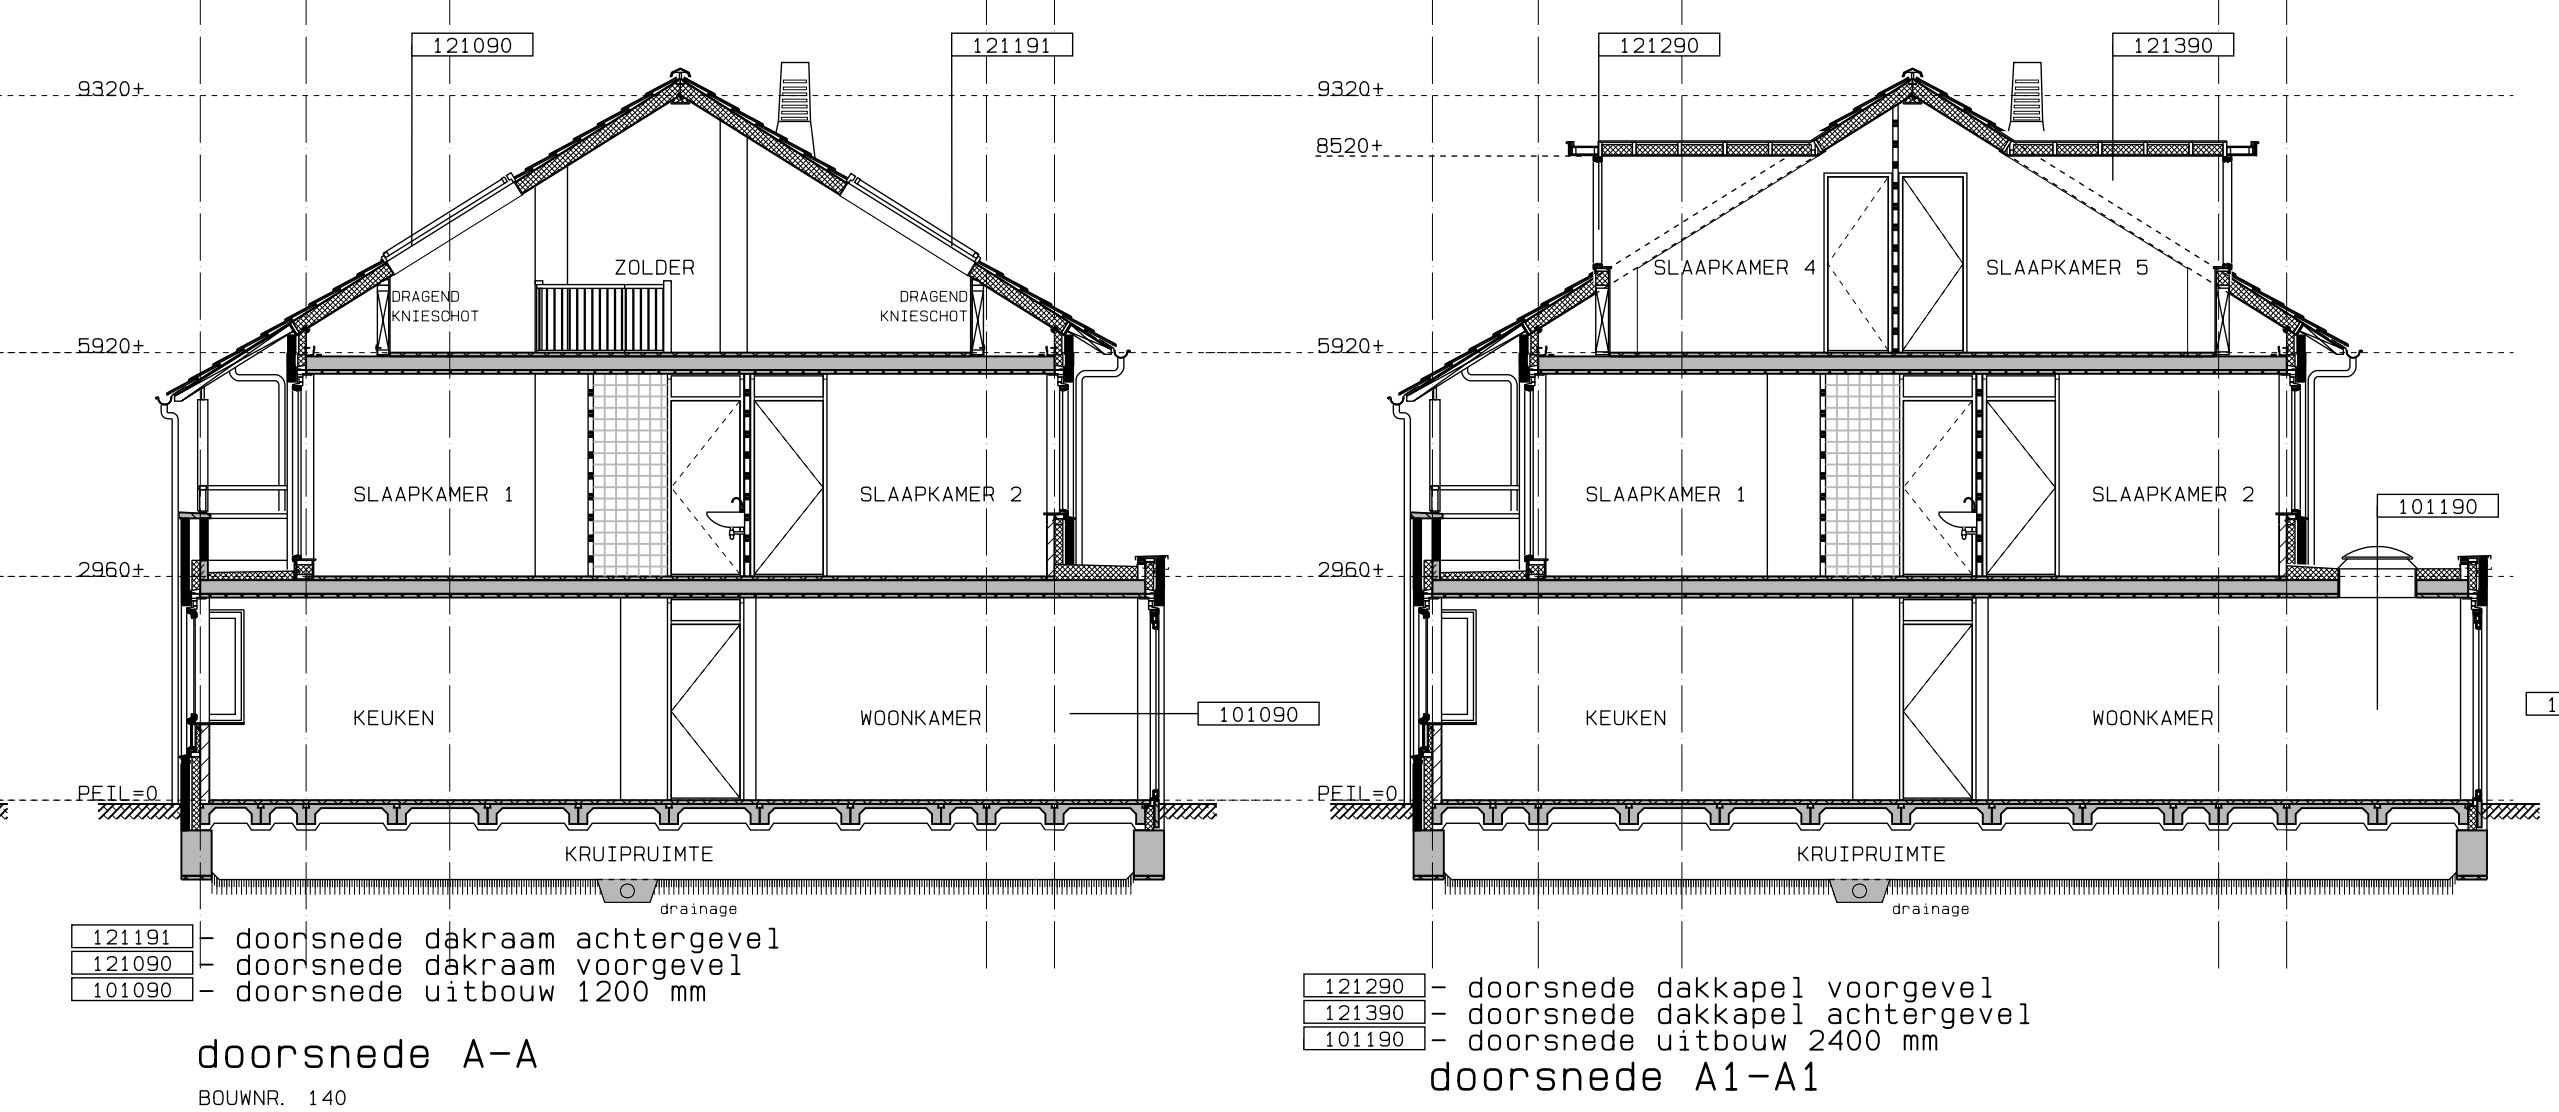 121090
121191
9320+
ZOLDER
DRAGEND
KNIESCHOT
DRAGEND
KNIESCHOT
5920+
SLAAPKAMER 1
SLAAPKAMER 2
2960+
KEUKEN
WOONKAMER
101090
PEIL=0
KRUIPRUIMTE
drainage
121191 - doorsnede dakraam achtergevel
121090 - doorsnede dakraam voorgevel
101090 - doorsnede uitbouw 1200 mm
doorsnede A-A
BOUWNR. 140
121290
121390
9320+
8520+
SLAAPKAMER 4
SLAAPKAMER 5
5920+
SLAAPKAMER 1
SLAAPKAMER 2
101190
2960+
KEUKEN
WOONKAMER
1
PEIL=0
KRUIPRUIMTE
drainage
121290 - doorsnede dakkapel voorgevel
121390 - doorsnede dakkapel achtergevel
101190 - doorsnede uitbouw 2400 mm
doorsnede A1-A1